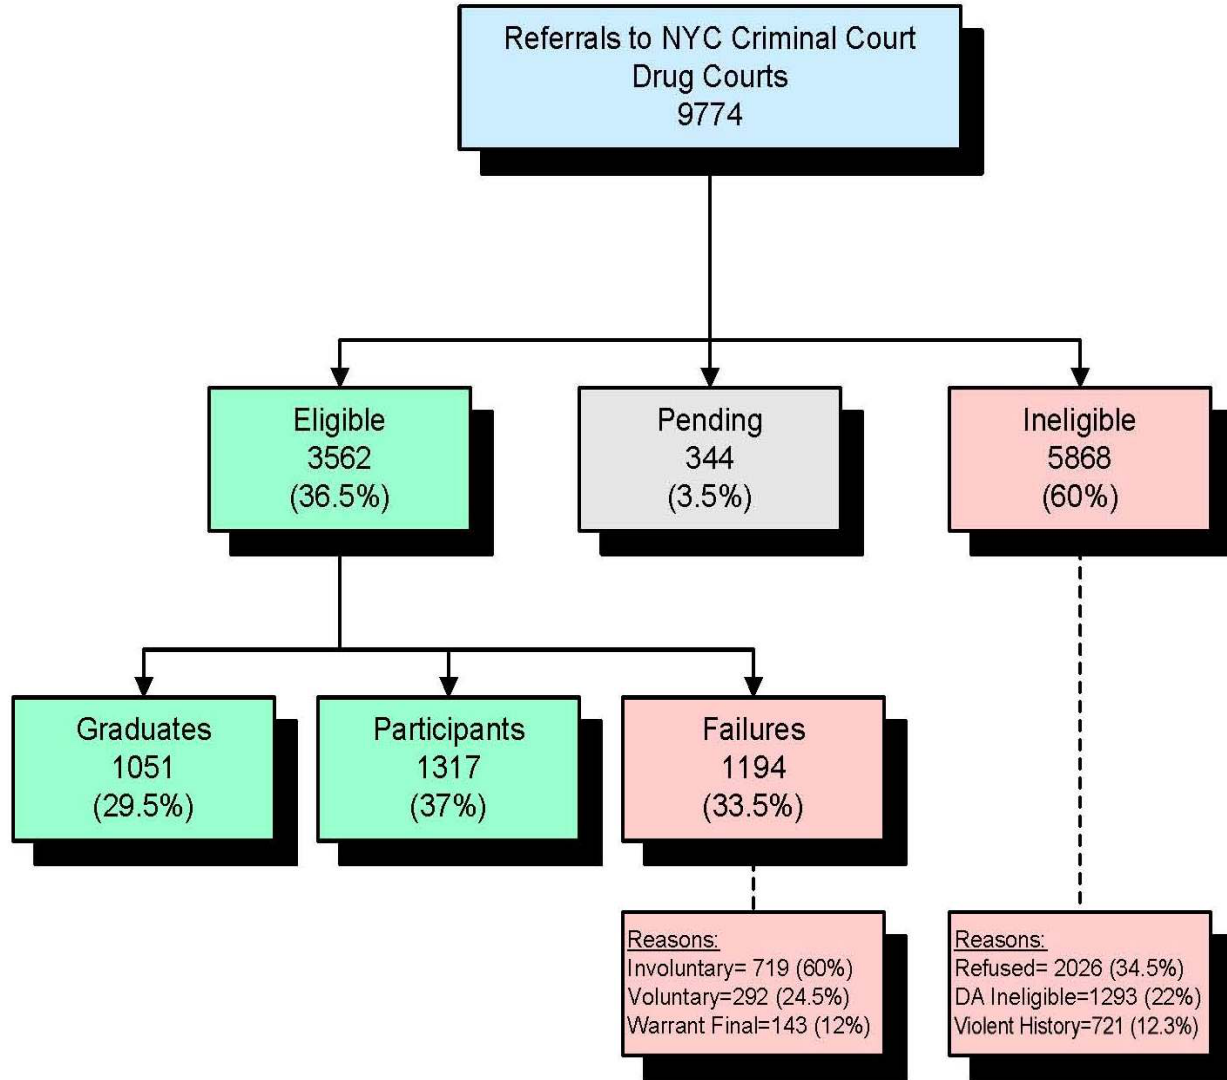 Referrals to NYC Criminal Court
Drug Courts
9774
Eligible
3562
(36.5%)
Pending
344
(3.5%)
Ineligible
5868
(60%)
Graduates
1051
(29.5%)
Participants
1317
(37%)
Failures
1194
(33.5%)
Reasons:
Involuntary= 719 (60%)
Voluntary=292 (24.5%)
Warrant Final=143 (12%)
Reasons:
Refused= 2026 (34.5%)
DA Ineligible=1293 (22%)
Violent History=721 (12.3%)